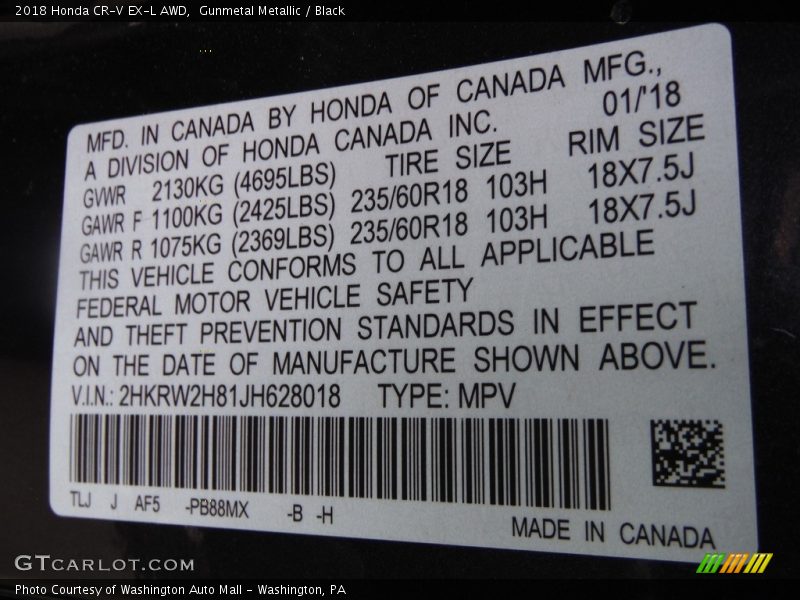 2018 Honda CR-V EX-L AWD,  Gunmetal Metallic / Black
MFD. IN CANADA BY HONDA OF CANADA MFG.,
A DIVISION OF HONDA CANADA INC. 01/'18
GVWR 2130KG (4695LBS) TIRE SIZE RIM SIZE
GAWR F 1100KG (2425LBS) 235/60R18 103H 18X7.5J
GAWR R 1075KG (2369LBS) 235/60R18 103H 18X7.5J
THIS VEHICLE CONFORMS TO ALL APPLICABLE
FEDERAL MOTOR VEHICLE SAFETY
AND THEFT PREVENTION STANDARDS IN EFFECT
ON THE DATE OF MANUFACTURE SHOWN ABOVE.
V.I.N.: 2HKRW2H81JH628018 TYPE: MPV
TLJ J AF5 -PB88MX -B -H
MADE IN CANADA
GTCARLOT.COM
Photo Courtesy of Washington Auto Mall - Washington, PA